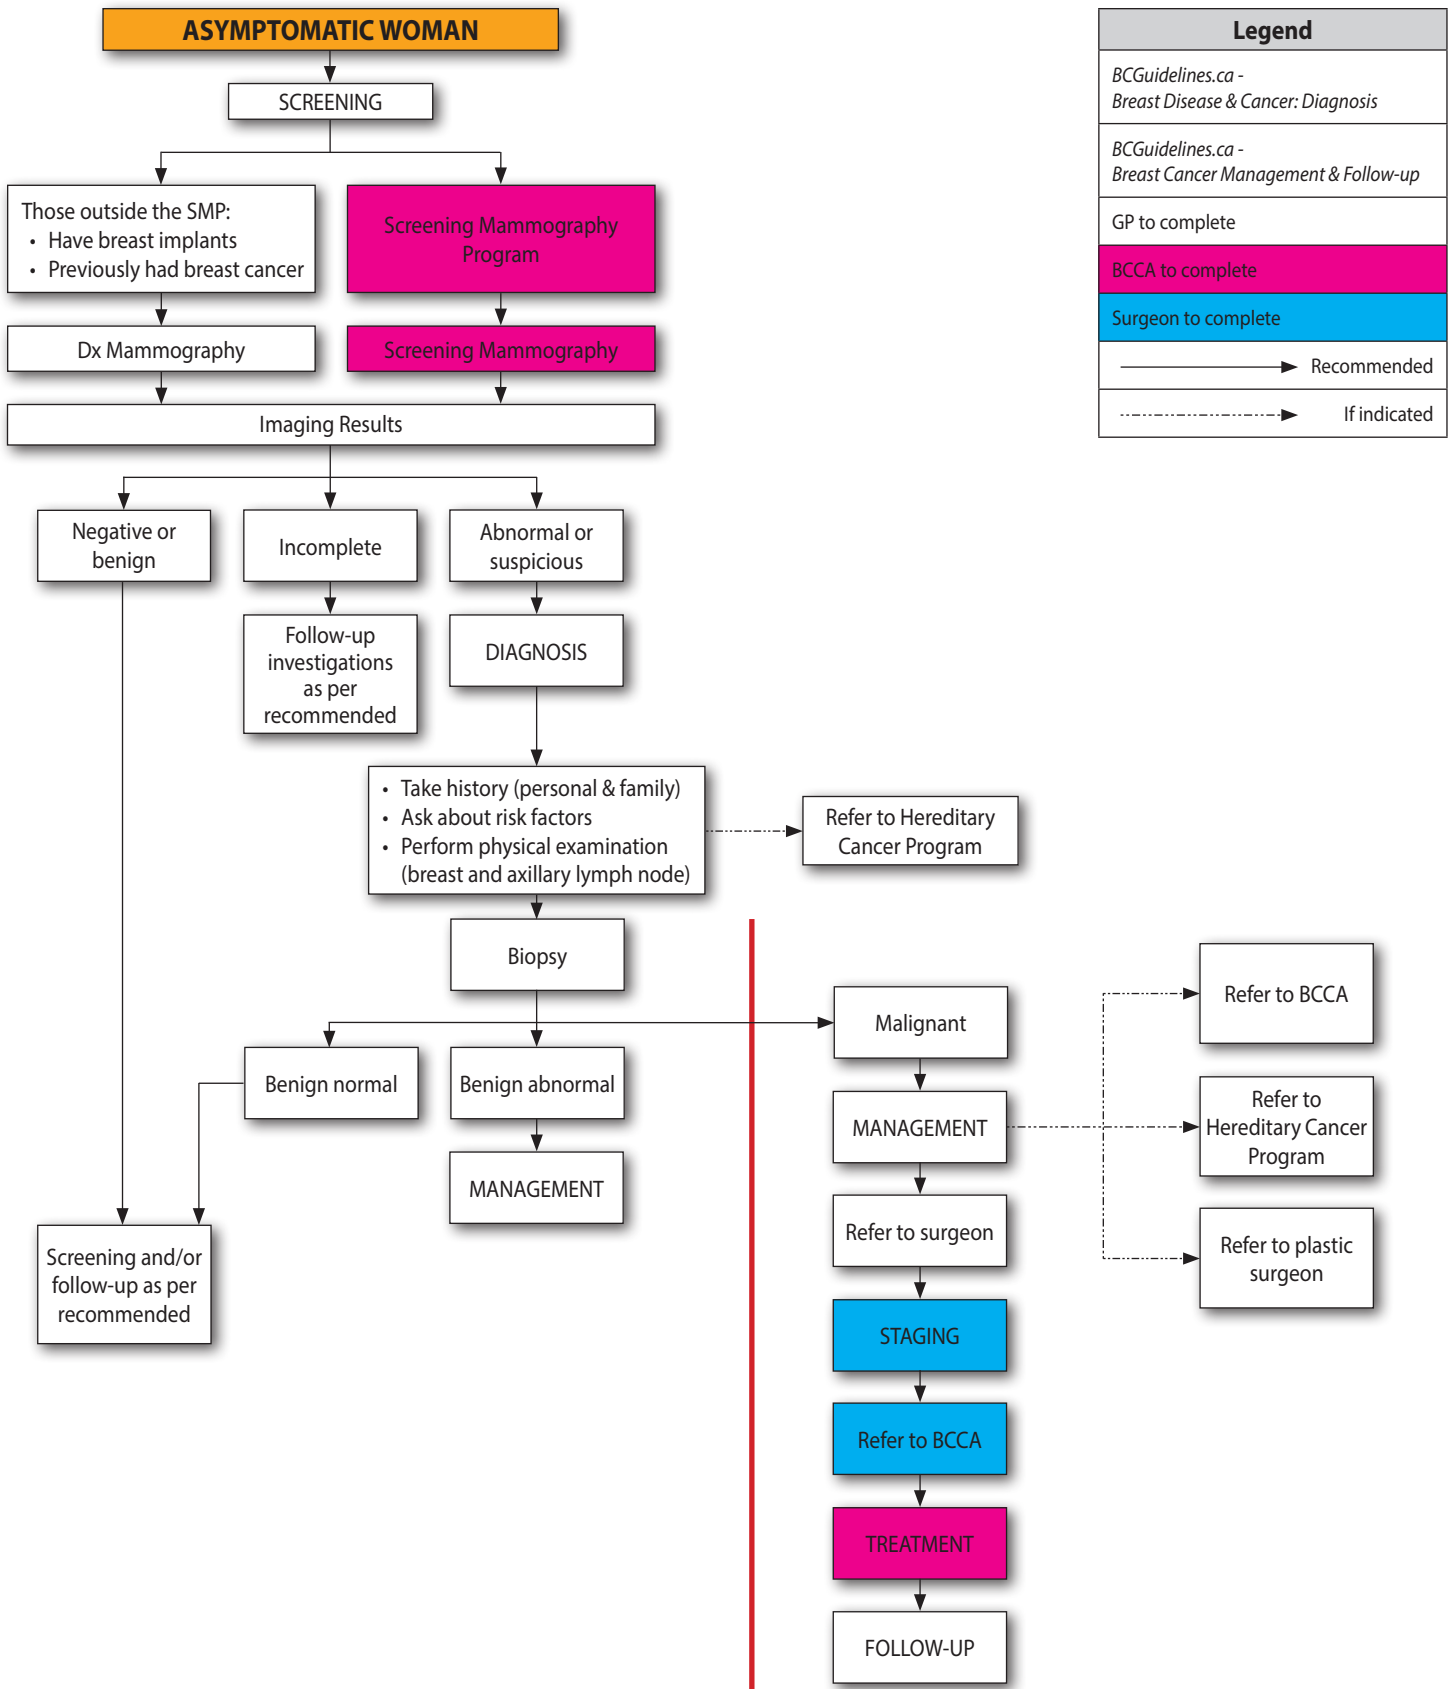 ASYMPTOMATIC WOMAN
SCREENING
Those outside the SMP:
• Have breast implants
• Previously had breast cancer
Screening Mammography
Program
Dx Mammography
Screening Mammography
Imaging Results
Negative or
benign
Incomplete
Abnormal or
suspicious
Follow-up
investigations
as per
recommended
DIAGNOSIS
• Take history (personal & family)
• Ask about risk factors
• Perform physical examination
(breast and axillary lymph node)
Refer to Hereditary
Cancer Program
Biopsy
Benign normal
Benign abnormal
MANAGEMENT
Screening and/or
follow-up as per
recommended
Malignant
MANAGEMENT
Refer to surgeon
STAGING
Refer to BCCA
TREATMENT
FOLLOW-UP
Refer to BCCA
Refer to
Hereditary Cancer
Program
Refer to plastic
surgeon
Legend
BCGuidelines.ca -
Breast Disease & Cancer: Diagnosis
BCGuidelines.ca -
Breast Cancer Management & Follow-up
GP to complete
BCCA to complete
Surgeon to complete
Recommended
If indicated